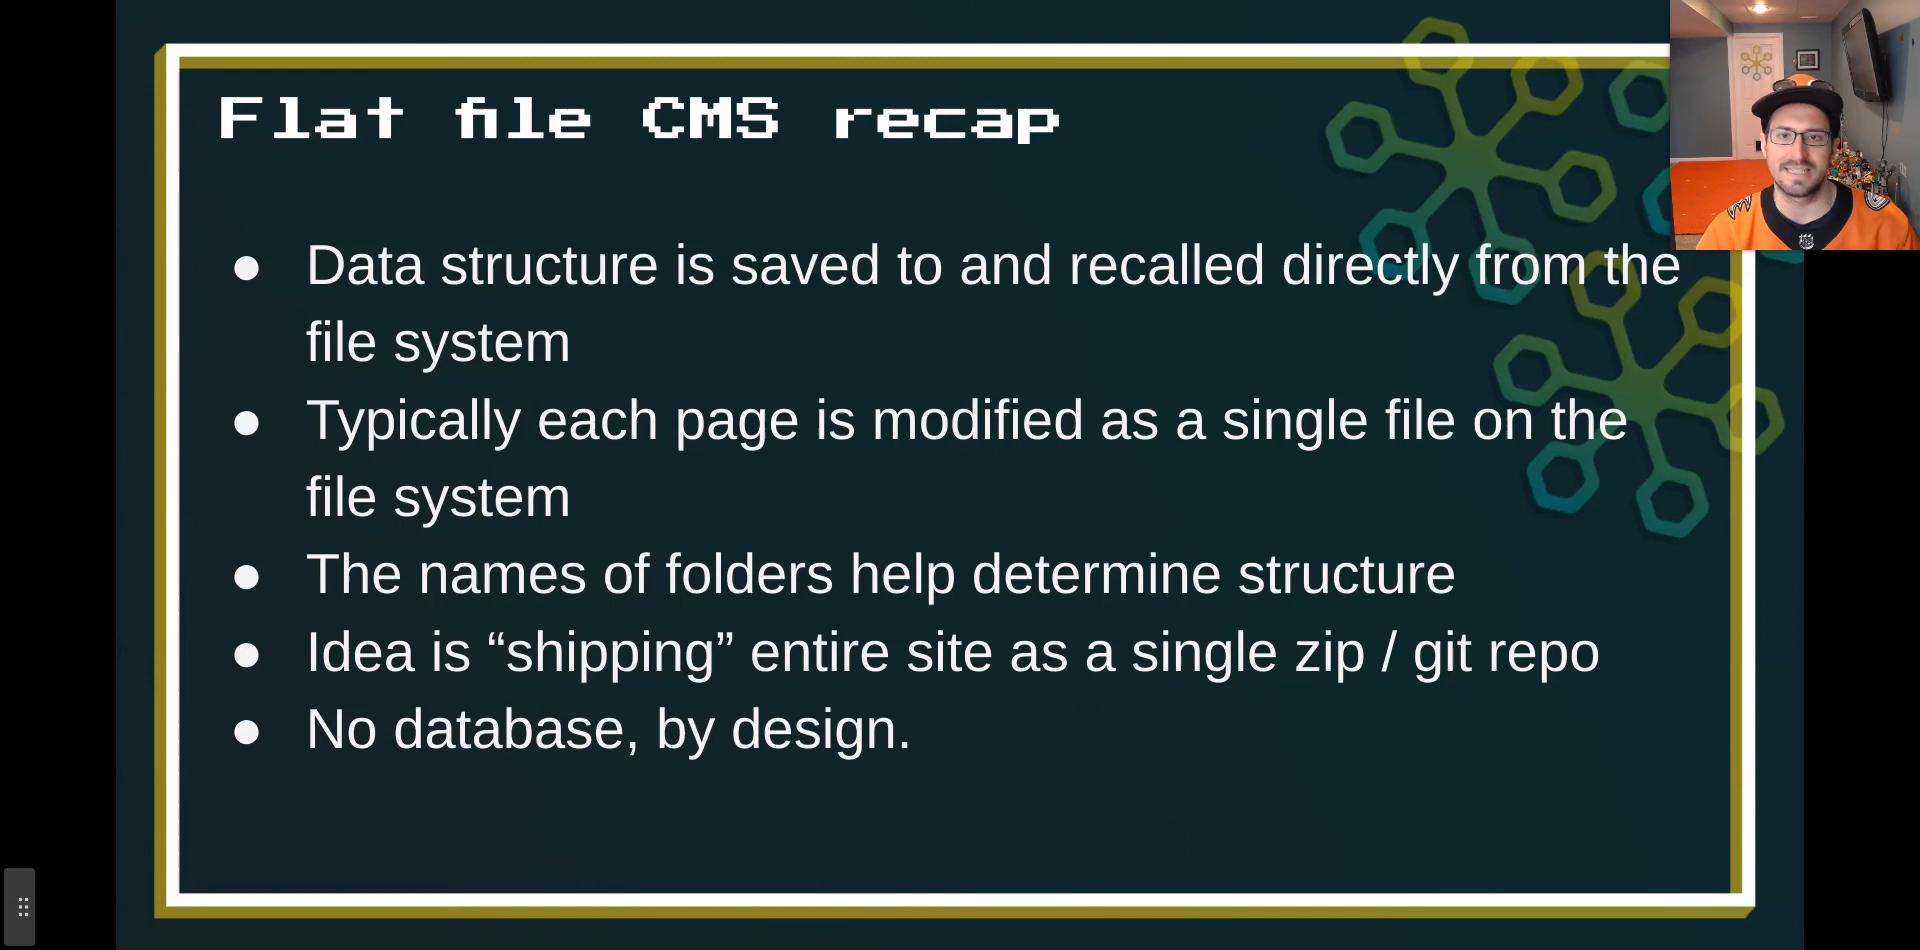 Flat file CMS recap
● Data structure is saved to and recalled directly from the
file system
● Typically each page is modified as a single file on the
file system
● The names of folders help determine structure
● Idea is “shipping” entire site as a single zip / git repo
● No database, by design.